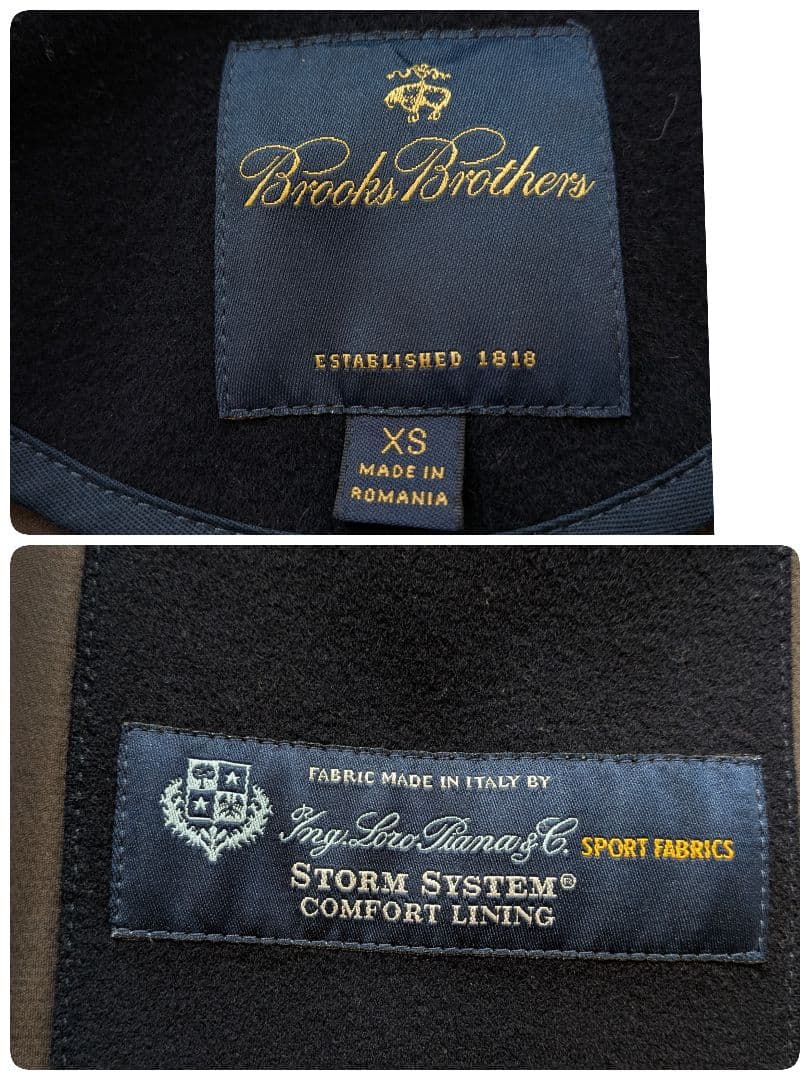 Brooks Brothers
ESTABLISHED 1818
XS
MADE IN
ROMANIA
FABRIC MADE IN ITALY BY
Ing. Loro Piana & C. SPORT FABRICS
STORM SYSTEM®
COMFORT LINING